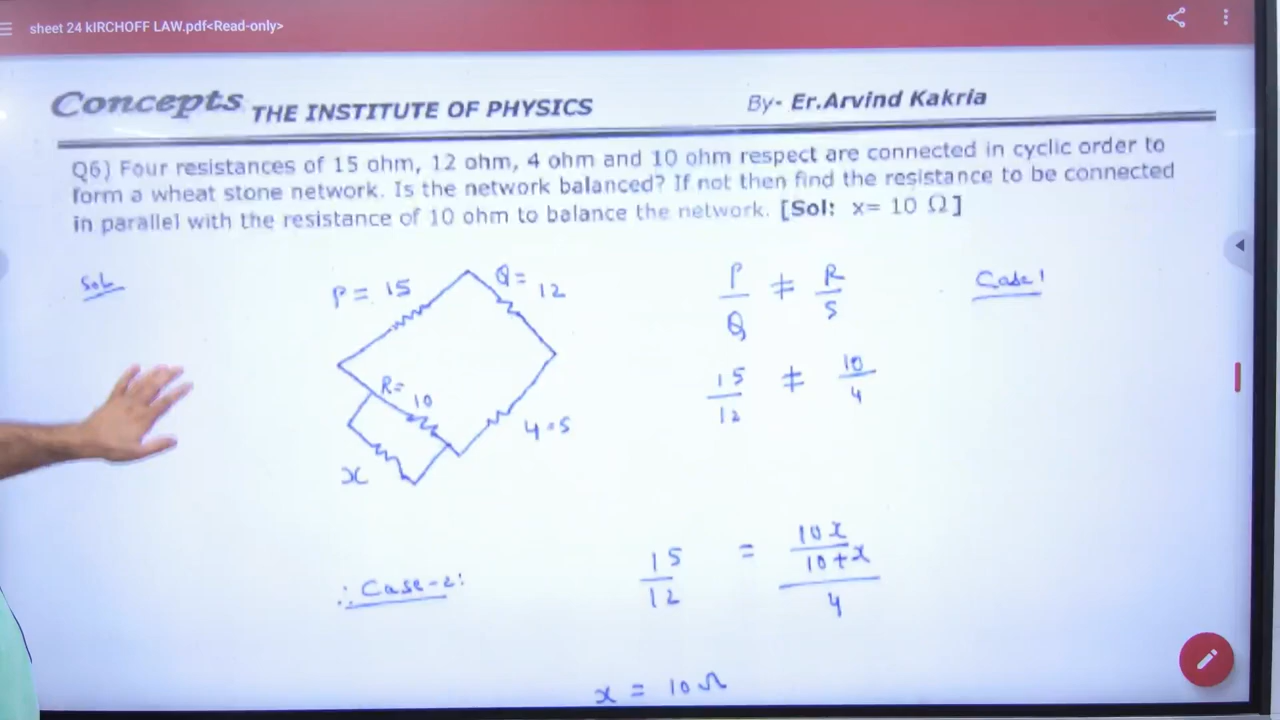 sheet 24 kIRCHOFF LAW.pdf<Read-only>
Concepts THE INSTITUTE OF PHYSICS By- Er.Arvind Kakria
Q6) Four resistances of 15 ohm, 12 ohm, 4 ohm and 10 ohm respect are connected in cyclic order to
form a wheat stone network. Is the network balanced? If not then find the resistance to be connected
in parallel with the resistance of 10 ohm to balance the network. [Sol: x= 10 Ω]
Sol
P = 15
Q = 12
R = 10
4 = S
x
P/Q ≠ R/S
Case 1
15/12 ≠ 10/4
∴ Case-2:
15/12 = (10x/10+x)/4
x = 10Ω